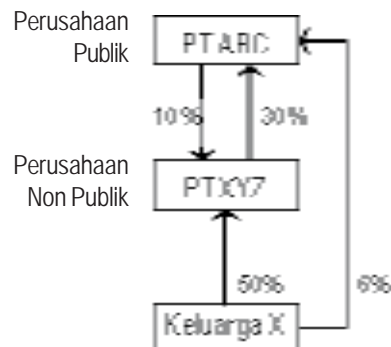 Perusahaan
Publik
PT ABC
10%
30%
Perusahaan
Non Publik
PT XYZ
50%
6%
Keluarga X